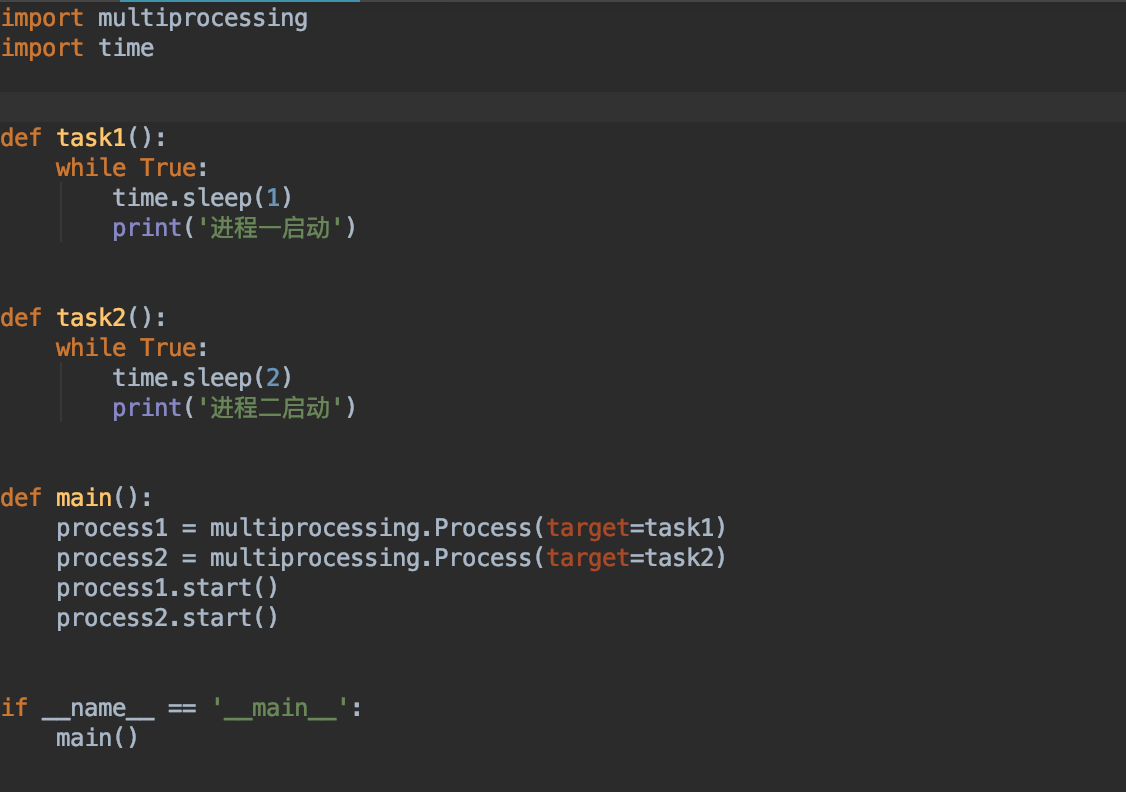 import multiprocessing
import time
def task1():
    while True:
        time.sleep(1)
        print('进程一启动')
def task2():
    while True:
        time.sleep(2)
        print('进程二启动')
def main():
    process1 = multiprocessing.Process(target=task1)
    process2 = multiprocessing.Process(target=task2)
    process1.start()
    process2.start()
if __name__ == '__main__':
    main()